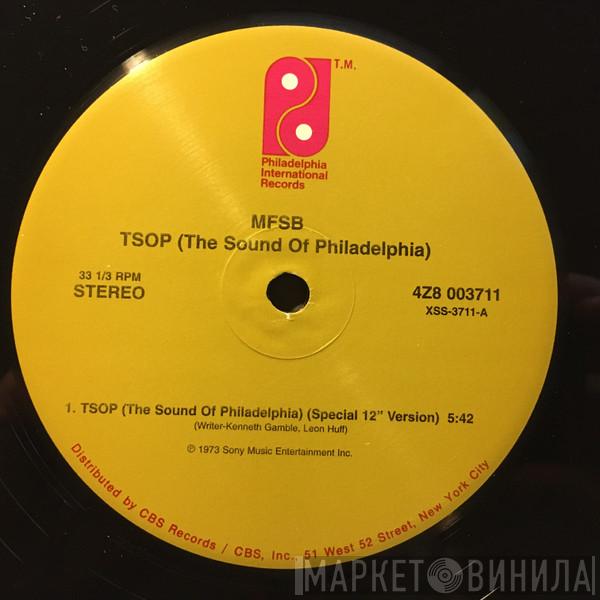 T.M.
Philadelphia
International
Records
MFSB
TSOP (The Sound Of Philadelphia)
33 1/3 RPM
STEREO
4Z8 003711
XSS-3711-A
1. TSOP (The Sound Of Philadelphia) (Special 12” Version) 5:42
(Writer-Kenneth Gamble, Leon Huff)
℗ 1973 Sony Music Entertainment Inc.
Distributed by CBS Records / CBS, Inc., 51 West 52 Street, New York City
МАРКЕТ ВИНИЛА